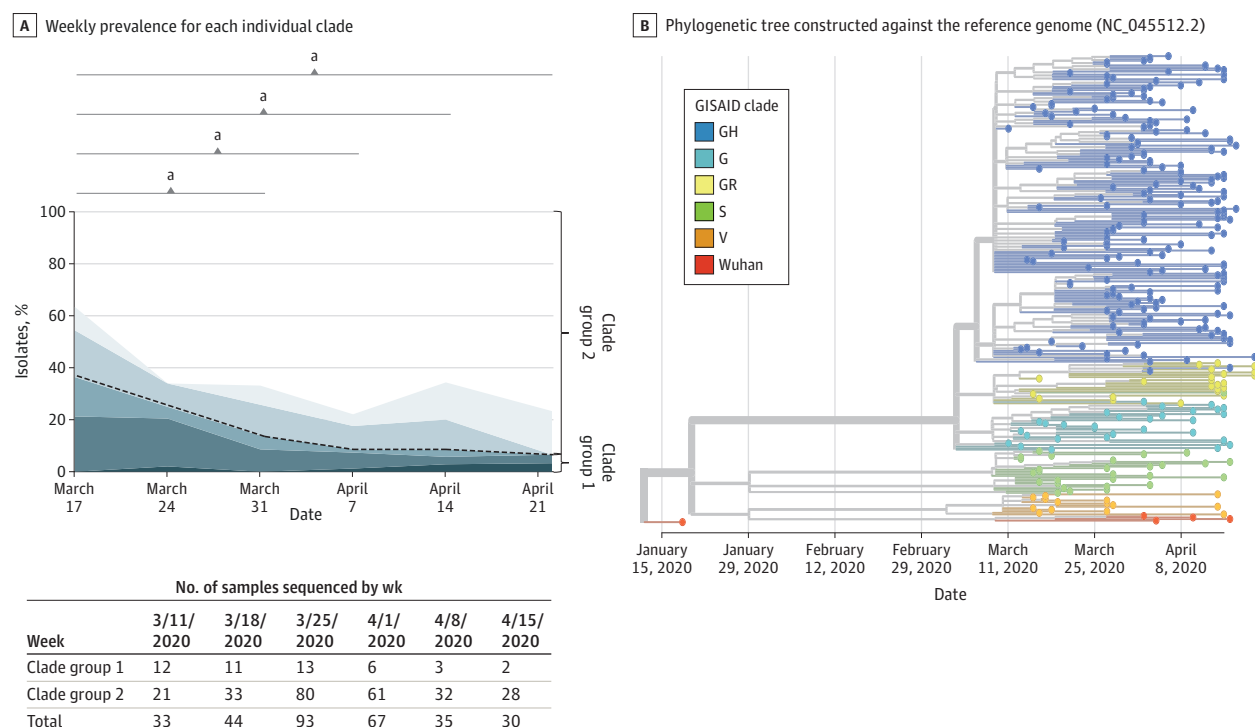 A Weekly prevalence for each individual clade
a
a
a
a
100
80
60
40
20
0
Isolates, %
March 17
March 24
March 31
April 7
April 14
April 21
Date
Clade group 2
Clade group 1
No. of samples sequenced by wk
Week 3/11/2020 3/18/2020 3/25/2020 4/1/2020 4/8/2020 4/15/2020
Clade group 1 12 11 13 6 3 2
Clade group 2 21 33 80 61 32 28
Total 33 44 93 67 35 30
B Phylogenetic tree constructed against the reference genome (NC_045512.2)
GISAID clade
GH
G
GR
S
V
Wuhan
January 15, 2020
January 29, 2020
February 12, 2020
February 29, 2020
March 11, 2020
March 25, 2020
April 8, 2020
Date